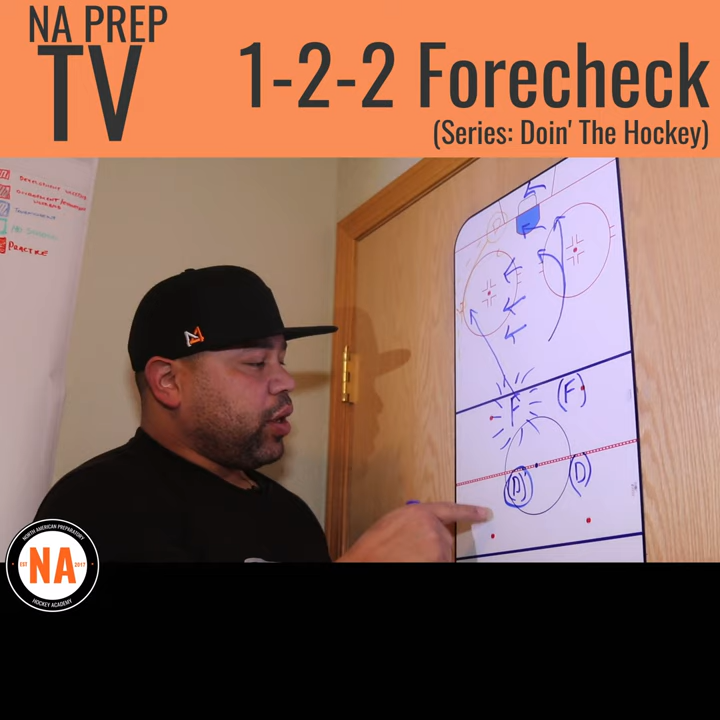 NA PREP
TV
1-2-2 Forecheck
(Series: Doin' The Hockey)
PRACTICE
F
(F)
(D)
(D)
NORTH AMERICAN PREPARATORY
EST
NA
2017
HOCKEY ACADEMY